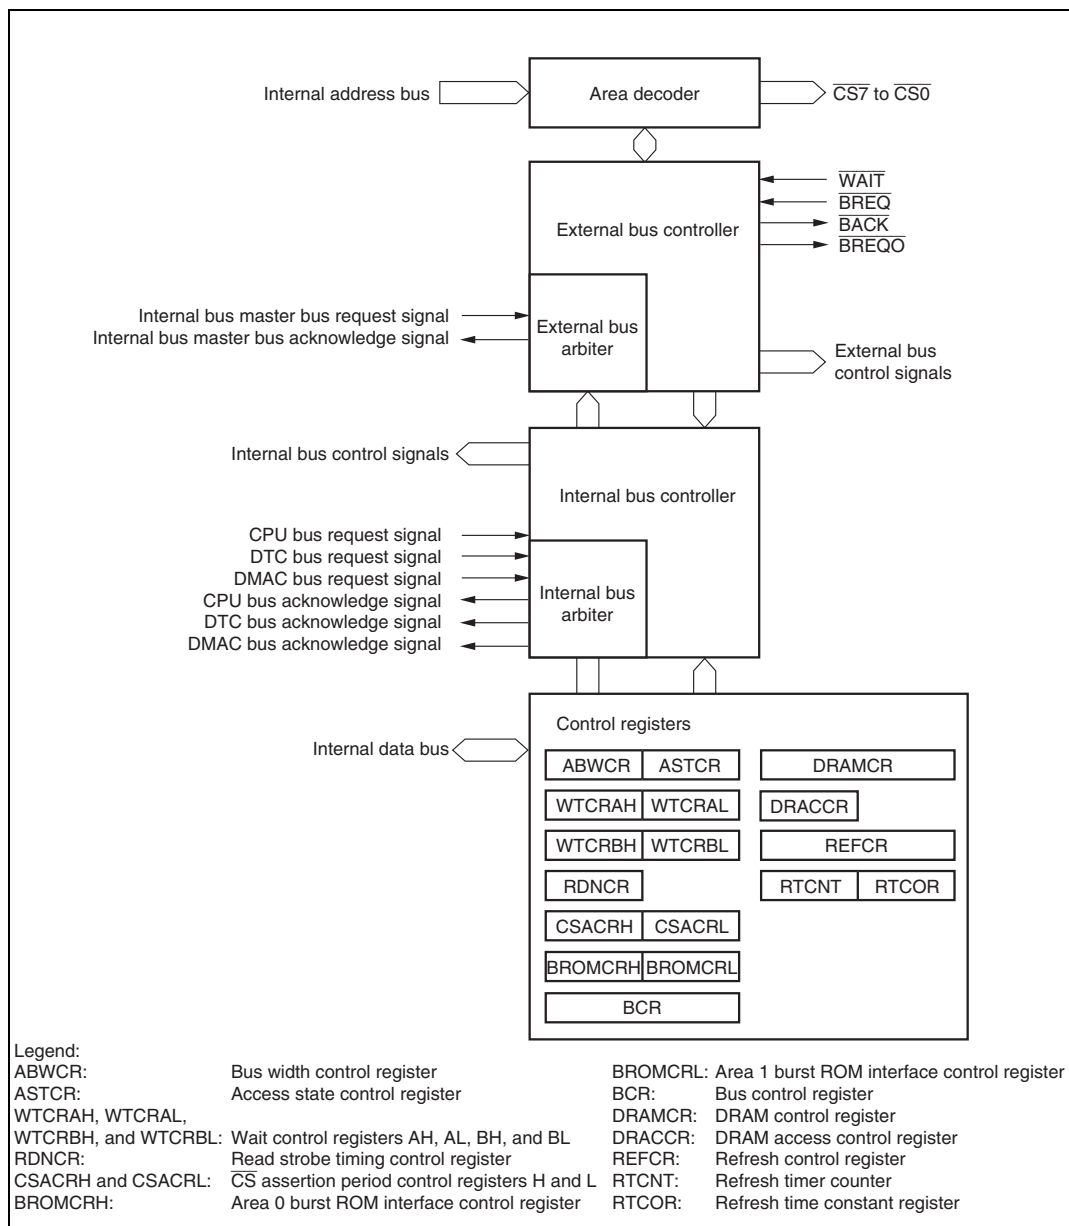 Internal address bus
Area decoder
CS7 to CS0
WAIT
BREQ
External bus controller
BACK
BREQO
Internal bus master bus request signal
Internal bus master bus acknowledge signal
External bus
arbiter
External bus
control signals
Internal bus control signals
Internal bus controller
CPU bus request signal
DTC bus request signal
DMAC bus request signal
CPU bus acknowledge signal
DTC bus acknowledge signal
DMAC bus acknowledge signal
Internal bus
arbiter
Control registers
Internal data bus
ABWCR ASTCR DRAMCR
WTCRAH WTCRAL DRACCR
WTCRBH WTCRBL REFCR
RDNCR RTCNT RTCOR
CSACRH CSACRL
BROMCRH BROMCRL
BCR
Legend:
ABWCR: Bus width control register
ASTCR: Access state control register
WTCRAH, WTCRAL,
WTCRBH, and WTCRBL: Wait control registers AH, AL, BH, and BL
RDNCR: Read strobe timing control register
CSACRH and CSACRL: CS assertion period control registers H and L
BROMCRH: Area 0 burst ROM interface control register
BROMCRL: Area 1 burst ROM interface control register
BCR: Bus control register
DRAMCR: DRAM control register
DRACCR: DRAM access control register
REFCR: Refresh control register
RTCNT: Refresh timer counter
RTCOR: Refresh time constant register